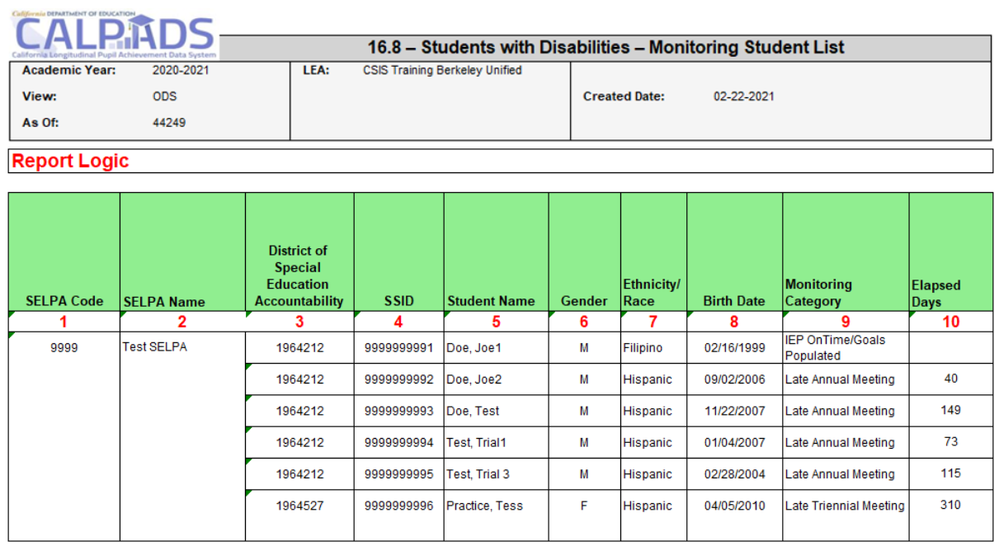 California DEPARTMENT OF EDUCATION
CALPADS
California Longitudinal Pupil Achievement Data System
16.8 – Students with Disabilities – Monitoring Student List
Academic Year: 2020-2021 LEA: CSIS Training Berkeley Unified
View: ODS Created Date: 02-22-2021
As Of: 44249
Report Logic
District of
Special
Education Ethnicity/ Monitoring Elapsed
SELPA Code SELPA Name Accountability SSID Student Name Gender Race Birth Date Category Days
1 2 3 4 5 6 7 8 9 10
9999 Test SELPA 1964212 9999999991 Doe, Joe1 M Filipino 02/16/1999 IEP OnTime/Goals
Populated
1964212 9999999992 Doe, Joe2 M Hispanic 09/02/2006 Late Annual Meeting 40
1964212 9999999993 Doe, Test M Hispanic 11/22/2007 Late Annual Meeting 149
1964212 9999999994 Test, Trial1 M Hispanic 01/04/2007 Late Annual Meeting 73
1964212 9999999995 Test, Trial 3 M Hispanic 02/28/2004 Late Annual Meeting 115
1964527 9999999996 Practice, Tess F Hispanic 04/05/2010 Late Triennial Meeting 310